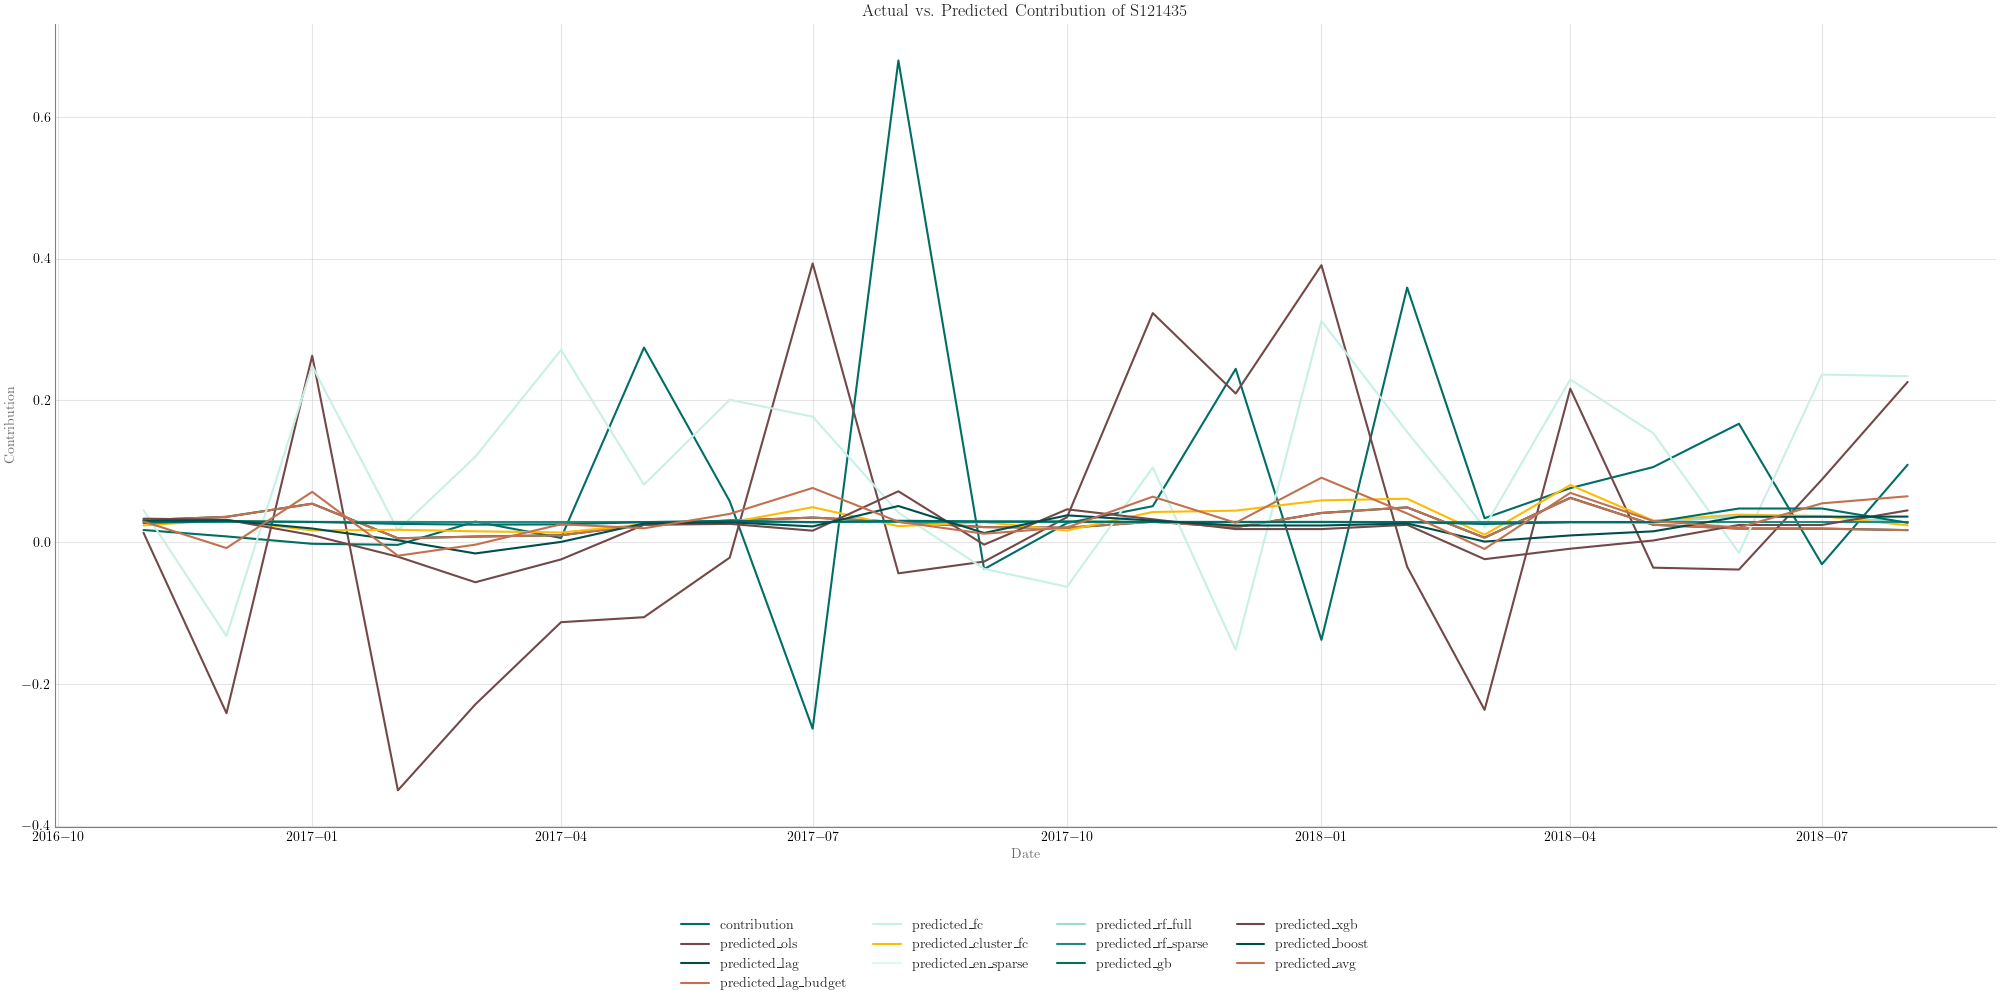 Actual vs. Predicted Contribution of S121435
0.6
0.4
0.2
0.0
−0.2
−0.4
Contribution
2016−10 2017−01 2017−04 2017−07 2017−10 2018−01 2018−04 2018−07
Date
contribution predicted_fc predicted_rf_full predicted_xgb
predicted_ols predicted_cluster_fc predicted_rf_sparse predicted_boost
predicted_lag predicted_en_sparse predicted_gb predicted_avg
predicted_lag_budget